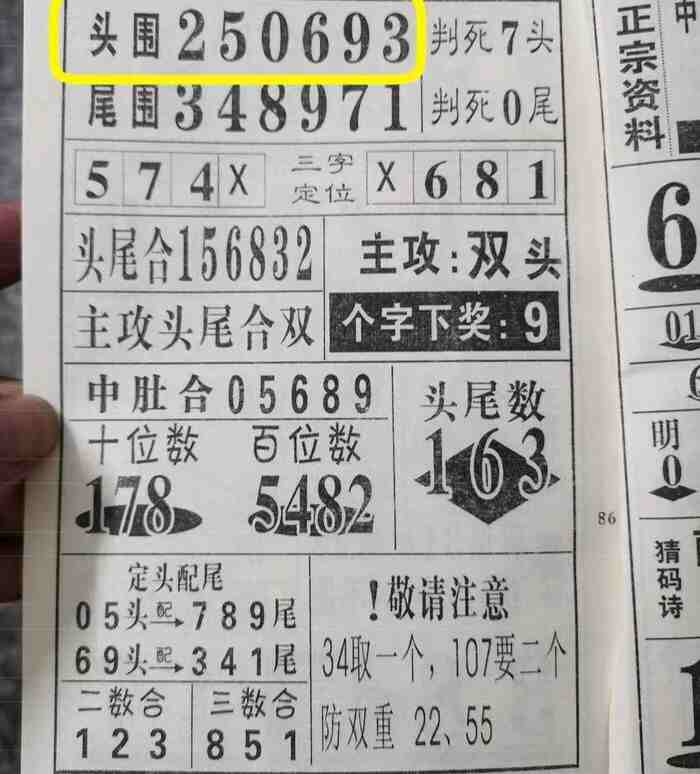 头围250693 判死7头
尾围348971 判死0尾
574X 三字定位 X681
头尾合156832
主攻:双头
主攻头尾合双
个字下奖:9
中肚合05689
头尾数
163
十位数 百位数
178 5482
定头配尾
05头配→789尾
69头配→341尾
！敬请注意
34取一个，107要二个
防双重 22、55
二数合 三数合
123 851
86
中
正宗资料
6
01
6
明
0
猜码诗
1